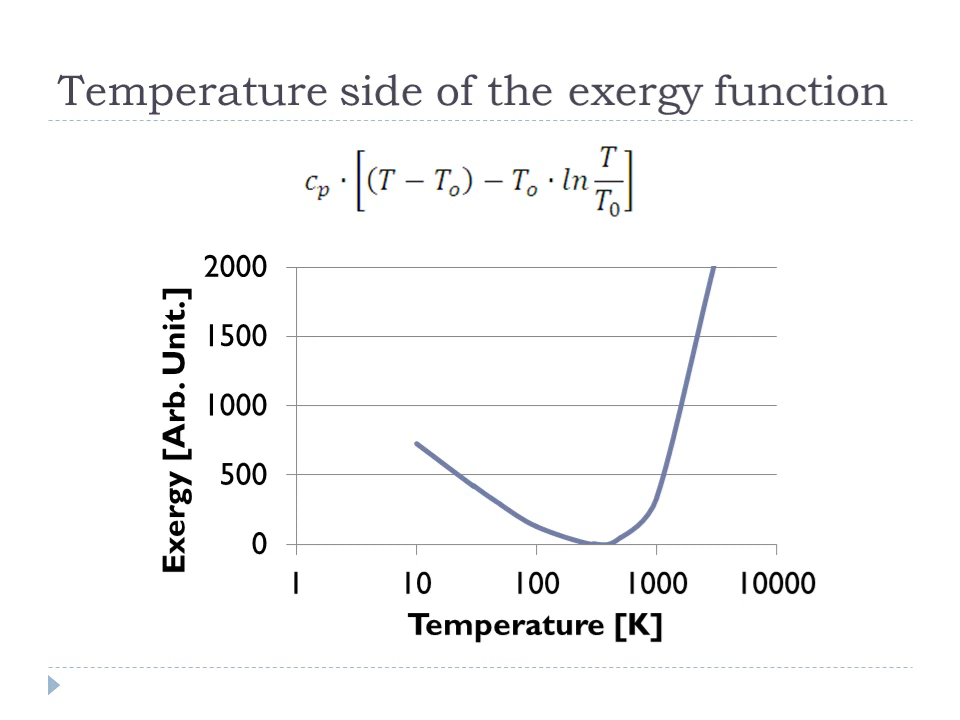 Temperature side of the exergy function
c_p · [(T − T_o) − T_o · ln T/T_0]
2000
1500
1000
500
0
Exergy [Arb. Unit.]
1 10 100 1000 10000
Temperature [K]